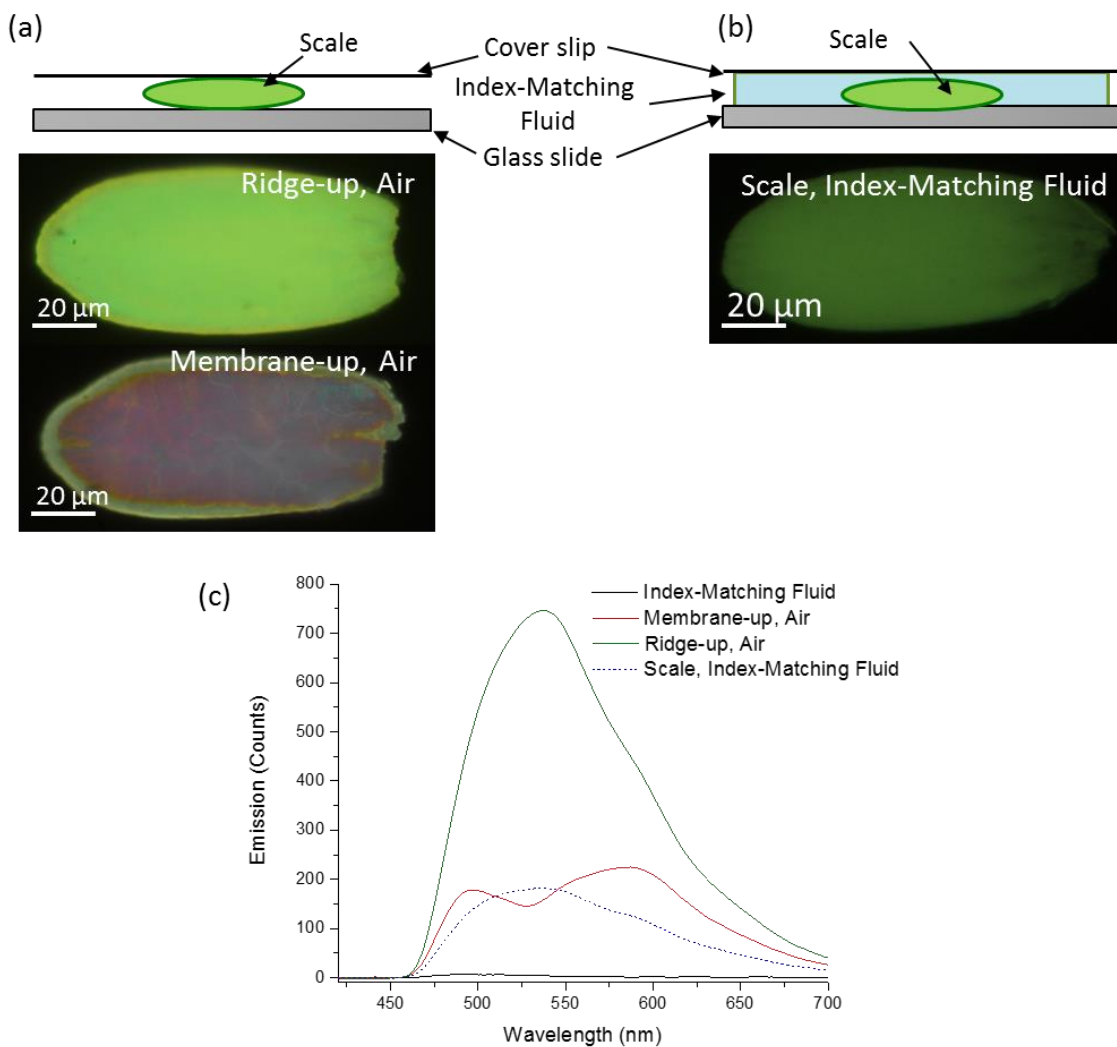 (a)
Scale
Cover slip
Index-Matching
Fluid
Glass slide
Ridge-up, Air
20 µm
Membrane-up, Air
20 µm
(b)
Scale
Scale, Index-Matching Fluid
20 µm
(c)
800
700
600
500
400
300
200
100
0
Emission (Counts)
Index-Matching Fluid
Membrane-up, Air
Ridge-up, Air
Scale, Index-Matching Fluid
450 500 550 600 650 700
Wavelength (nm)